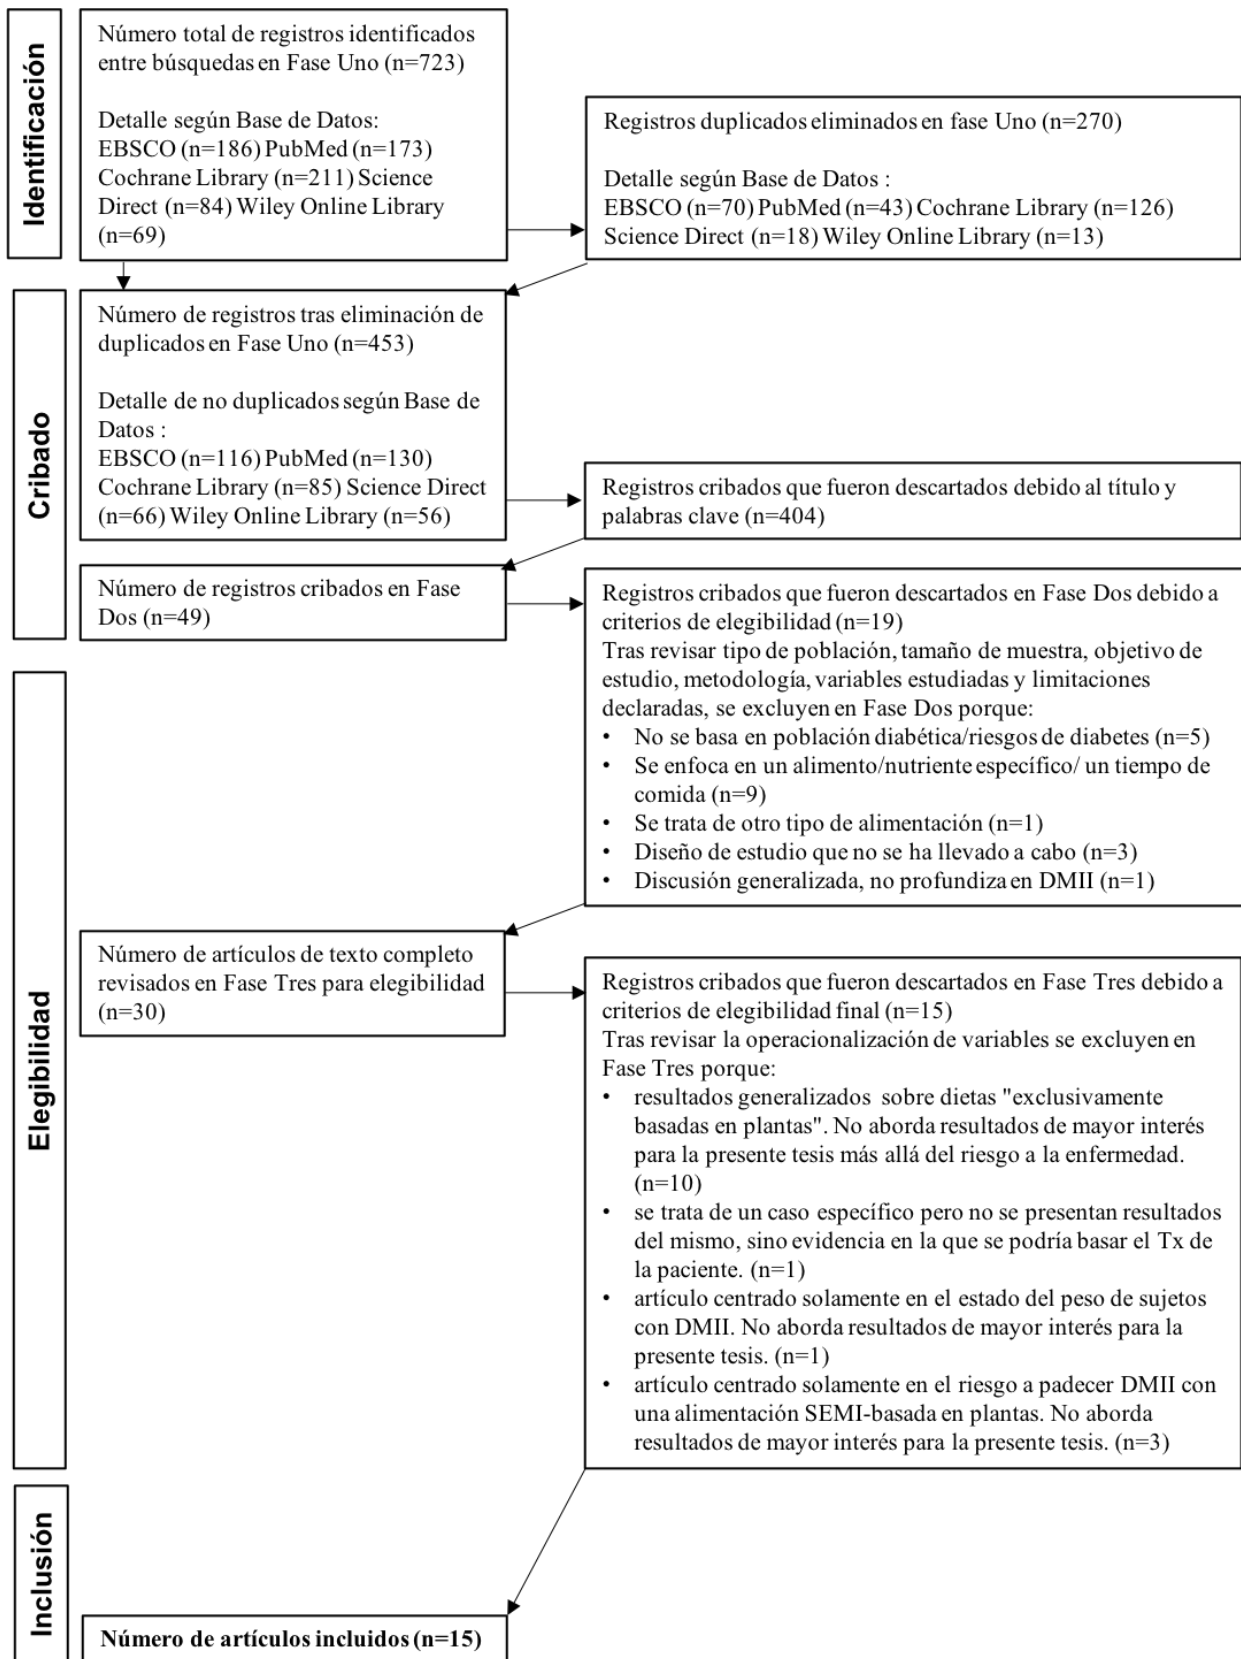 Identificación
Número total de registros identificados
entre búsquedas en Fase Uno (n=723)
Detalle según Base de Datos:
EBSCO (n=186) PubMed (n=173)
Cochrane Library (n=211) Science
Direct (n=84) Wiley Online Library
(n=69)
Registros duplicados eliminados en fase Uno (n=270)
Detalle según Base de Datos :
EBSCO (n=70) PubMed (n=43) Cochrane Library (n=126)
Science Direct (n=18) Wiley Online Library (n=13)
Cribado
Número de registros tras eliminación de
duplicados en Fase Uno (n=453)
Detalle de no duplicados según Base de
Datos :
EBSCO (n=116) PubMed (n=130)
Cochrane Library (n=85) Science Direct
(n=66) Wiley Online Library (n=56)
Registros cribados que fueron descartados debido al título y
palabras clave (n=404)
Número de registros cribados en Fase
Dos (n=49)
Registros cribados que fueron descartados en Fase Dos debido a
criterios de elegibilidad (n=19)
Tras revisar tipo de población, tamaño de muestra, objetivo de
estudio, metodología, variables estudiadas y limitaciones
declaradas, se excluyen en Fase Dos porque:
• No se basa en población diabética/riesgos de diabetes (n=5)
• Se enfoca en un alimento/nutriente específico/ un tiempo de
comida (n=9)
• Se trata de otro tipo de alimentación (n=1)
• Diseño de estudio que no se ha llevado a cabo (n=3)
• Discusión generalizada, no profundiza en DMII (n=1)
Elegibilidad
Número de artículos de texto completo
revisados en Fase Tres para elegibilidad
(n=30)
Registros cribados que fueron descartados en Fase Tres debido a
criterios de elegibilidad final (n=15)
Tras revisar la operacionalización de variables se excluyen en
Fase Tres porque:
• resultados generalizados sobre dietas "exclusivamente
basadas en plantas". No aborda resultados de mayor interés
para la presente tesis más allá del riesgo a la enfermedad.
(n=10)
• se trata de un caso específico pero no se presentan resultados
del mismo, sino evidencia en la que se podría basar el Tx de
la paciente. (n=1)
• artículo centrado solamente en el estado del peso de sujetos
con DMII. No aborda resultados de mayor interés para la
presente tesis. (n=1)
• artículo centrado solamente en el riesgo a padecer DMII con
una alimentación SEMI-basada en plantas. No aborda
resultados de mayor interés para la presente tesis. (n=3)
Inclusión
Número de artículos incluidos (n=15)